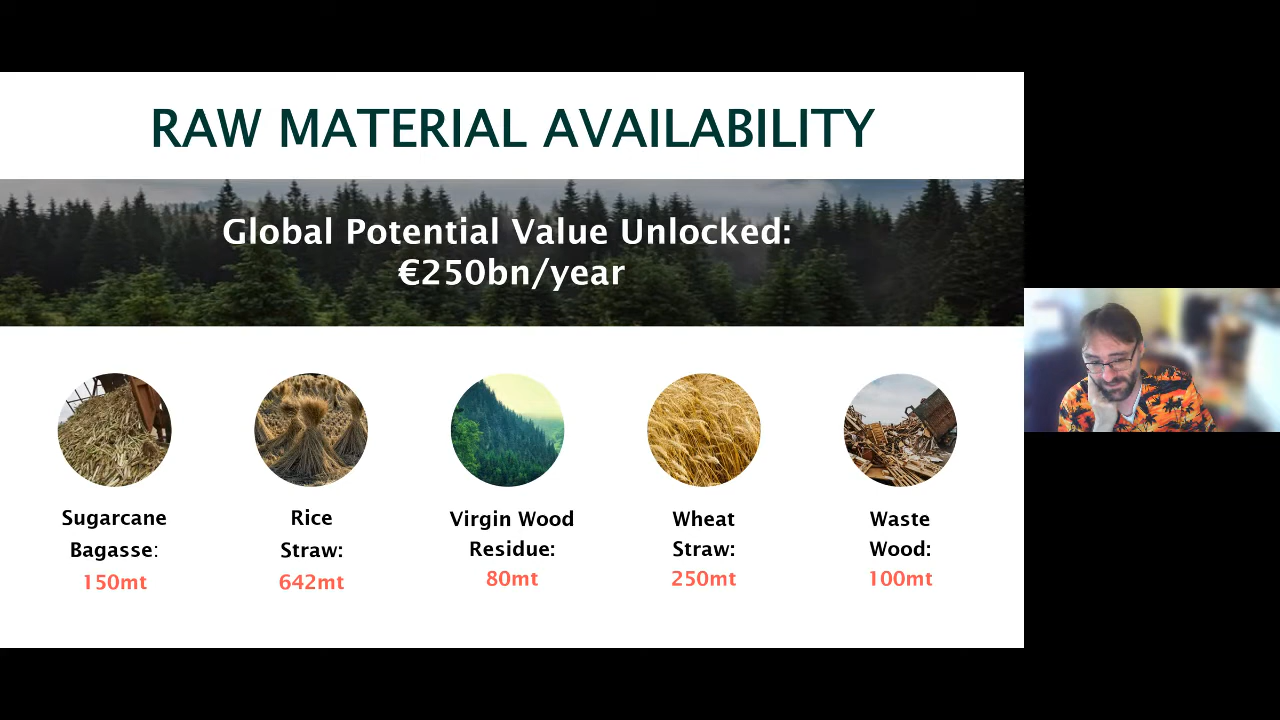 RAW MATERIAL AVAILABILITY
Global Potential Value Unlocked:
€250bn/year
Sugarcane
Bagasse:
150mt
Rice
Straw:
642mt
Virgin Wood
Residue:
80mt
Wheat
Straw:
250mt
Waste
Wood:
100mt